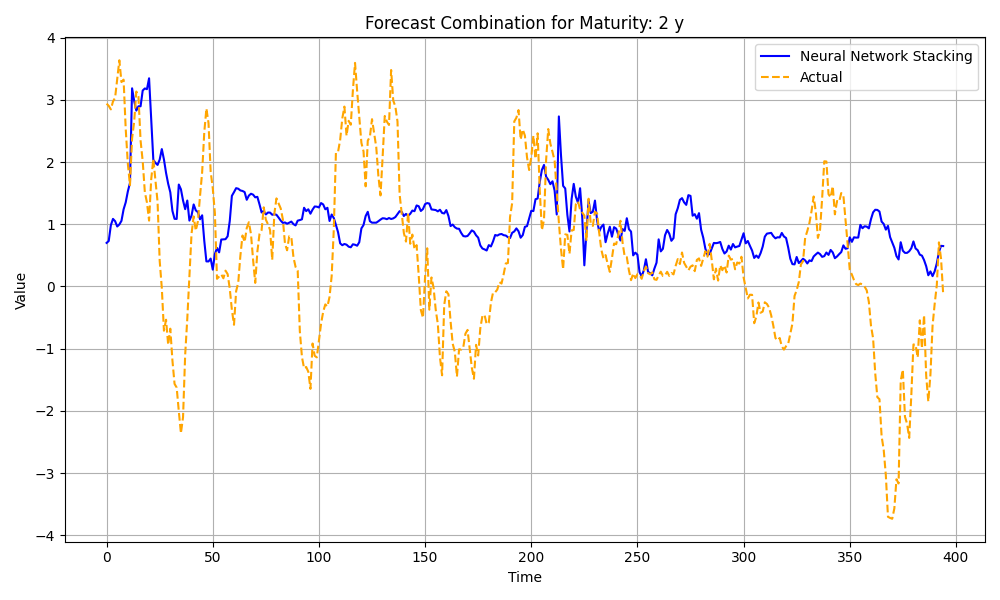 Forecast Combination for Maturity: 2 y
Neural Network Stacking
Actual
Value
4
3
2
1
0
−1
−2
−3
−4
0 50 100 150 200 250 300 350 400
Time